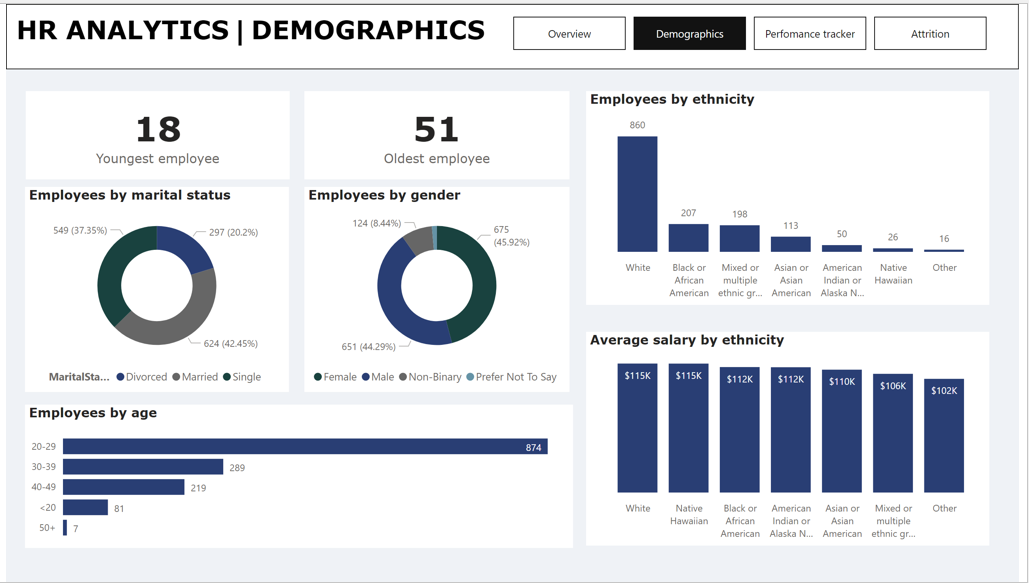 HR ANALYTICS | DEMOGRAPHICS
Overview
Demographics
Perfomance tracker
Attrition
18
Youngest employee
51
Oldest employee
Employees by marital status
549 (37.35%)
297 (20.2%)
624 (42.45%)
MaritalSta... Divorced Married Single
Employees by gender
124 (8.44%)
675
(45.92%)
651 (44.29%)
Female Male Non-Binary Prefer Not To Say
Employees by age
20-29 874
30-39 289
40-49 219
<20 81
50+ 7
Employees by ethnicity
860
207
198
113
50
26
16
White
Black or
African
American
Mixed or
multiple
ethnic gr...
Asian or
Asian
American
American
Indian or
Alaska N...
Native
Hawaiian
Other
Average salary by ethnicity
$115K
$115K
$112K
$112K
$110K
$106K
$102K
White
Native
Hawaiian
Black or
African
American
American
Indian or
Alaska N...
Asian or
Asian
American
Mixed or
multiple
ethnic gr...
Other